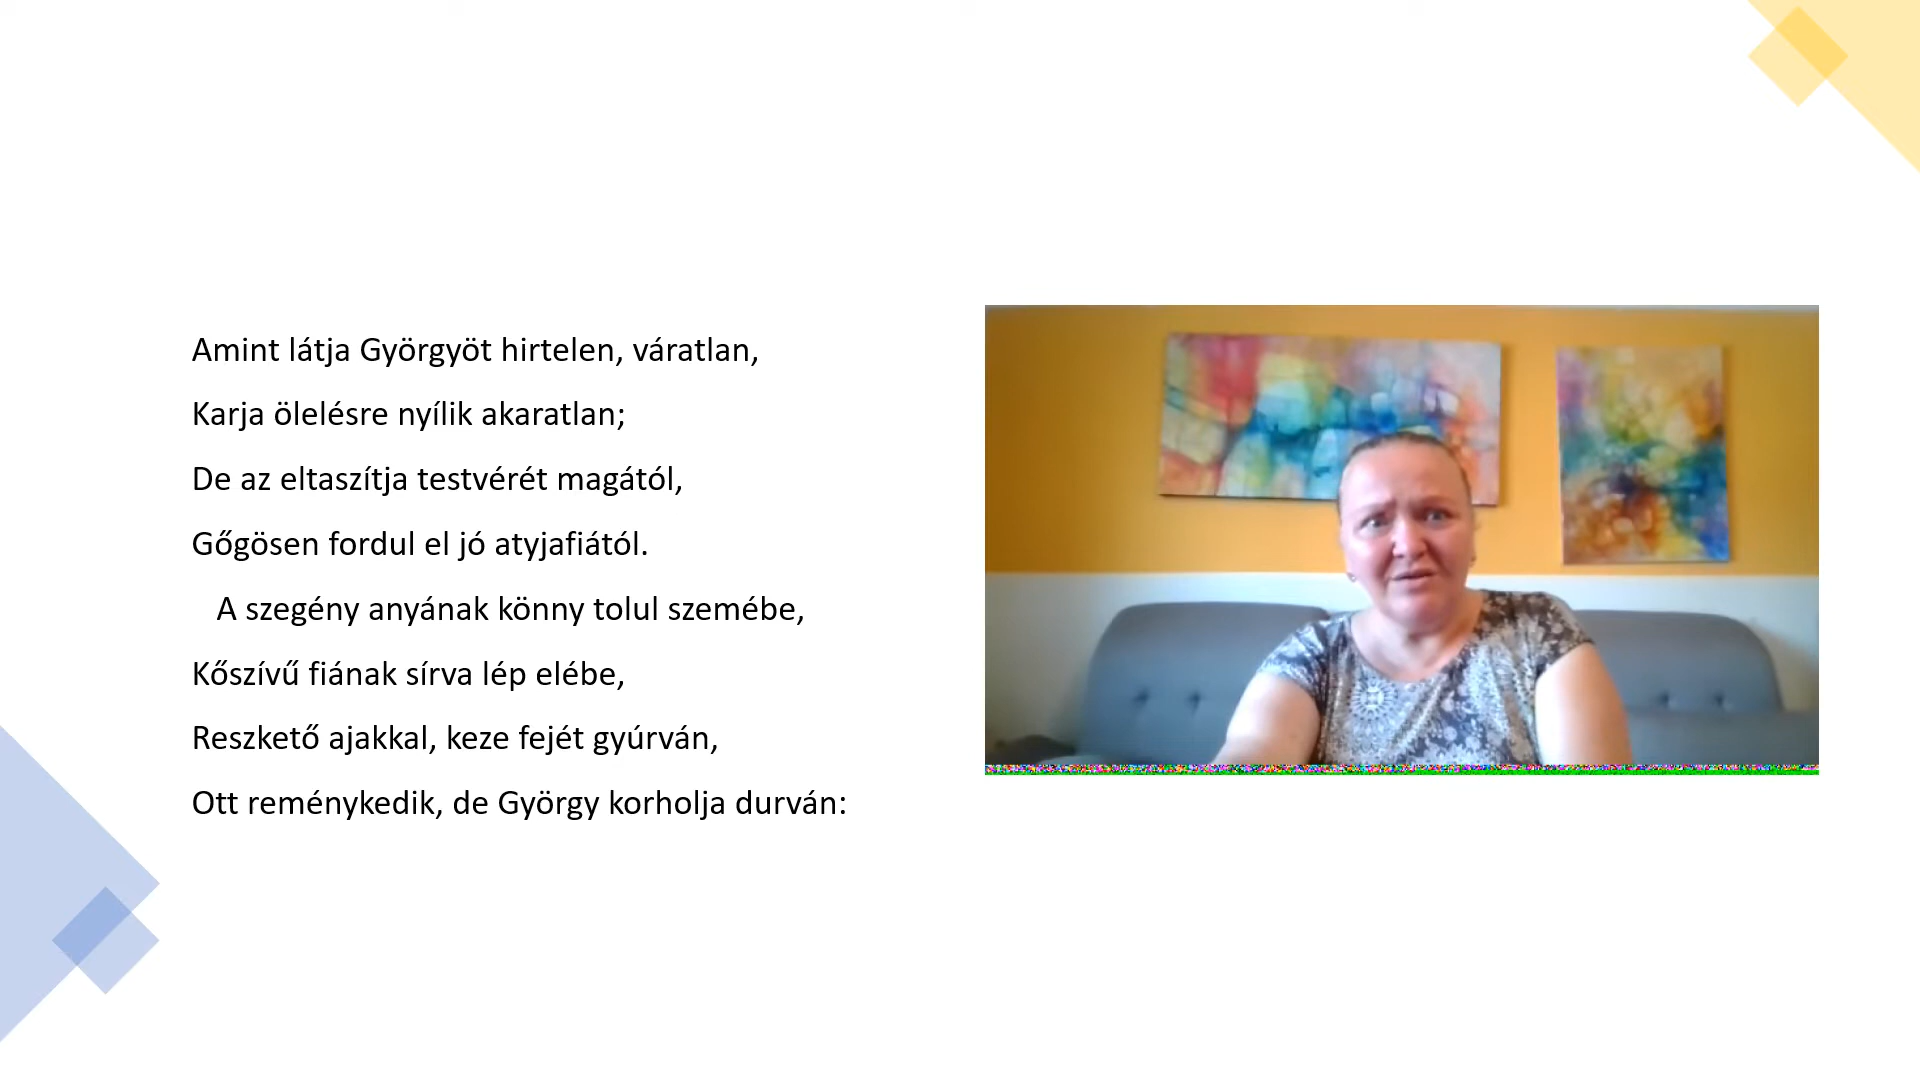 Amint látja Györgyöt hirtelen, váratlan,
Karja ölelésre nyílik akaratlan;
De az eltaszítja testvérét magától,
Gőgösen fordul el jó atyjafiától.
A szegény anyának könny tolul szemébe,
Kőszívű fiának sírva lép elébe,
Reszkető ajakkal, keze fejét gyúrván,
Ott reménykedik, de György korholja durván: